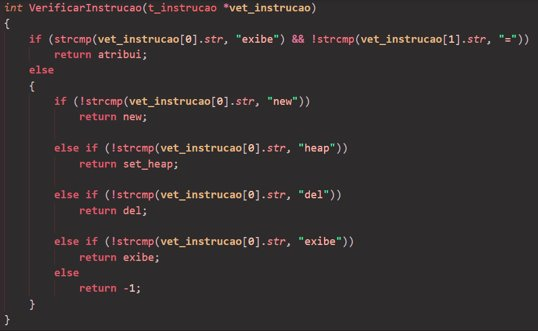 int VerificarInstrucao(t_instrucao *vet_instrucao)
{
    if (strcmp(vet_instrucao[0].str, "exibe") && !strcmp(vet_instrucao[1].str, "="))
        return atribui;
    else
    {
        if (!strcmp(vet_instrucao[0].str, "new"))
            return new;
        else if (!strcmp(vet_instrucao[0].str, "heap"))
            return set_heap;
        else if (!strcmp(vet_instrucao[0].str, "del"))
            return del;
        else if (!strcmp(vet_instrucao[0].str, "exibe"))
            return exibe;
        else
            return -1;
    }
}